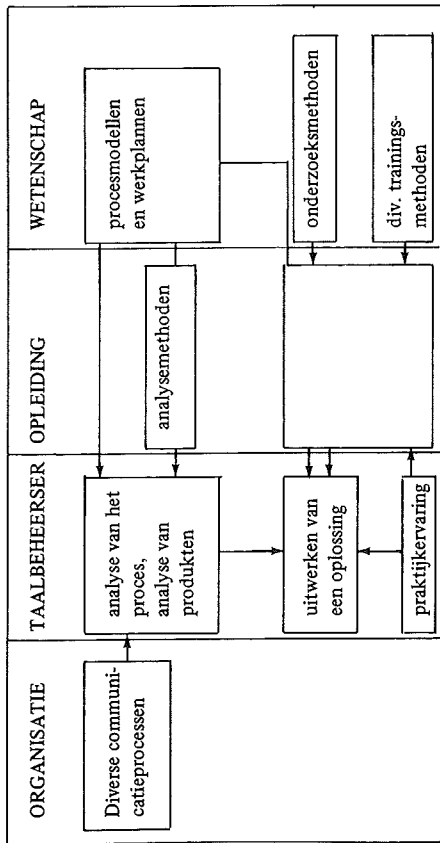 ORGANISATIE
TAALBEHEERSER
OPLEIDING
WETENSCHAP
Diverse communi-
catieprocessen
analyse van het
proces,
analyse van
produkten
analysemethoden
procesmodellen
en werkplannen
uitwerken van
een oplossing
onderzoeksmethoden
praktijkervaring
div. trainings-
methoden